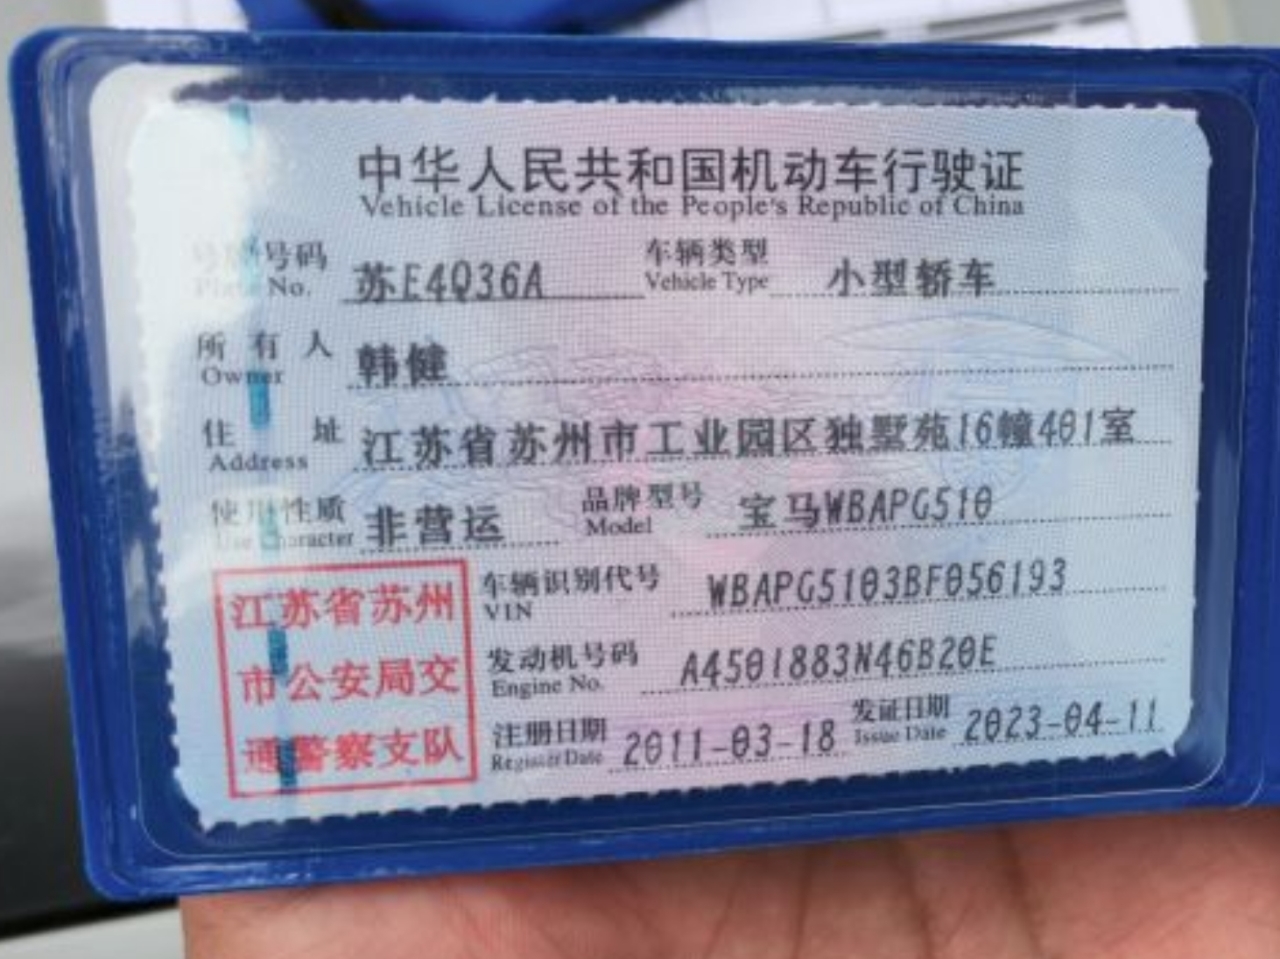 中华人民共和国机动车行驶证
Vehicle License of the People's Republic of China
号牌号码 苏E4Q36A 车辆类型 小型轿车
Plate No. Vehicle Type
所有人 韩健
Owner
住址 江苏省苏州市工业园区独墅苑16幢401室
Address
使用性质 非营运 品牌型号 宝马WBAPG510
Use Character Model
江苏省苏州
市公安局交
通警察支队
车辆识别代号 WBAPG5103BF056193
VIN
发动机号码 A4501883N46B20E
Engine No.
注册日期 2011-03-18 发证日期 2023-04-11
Register Date Issue Date